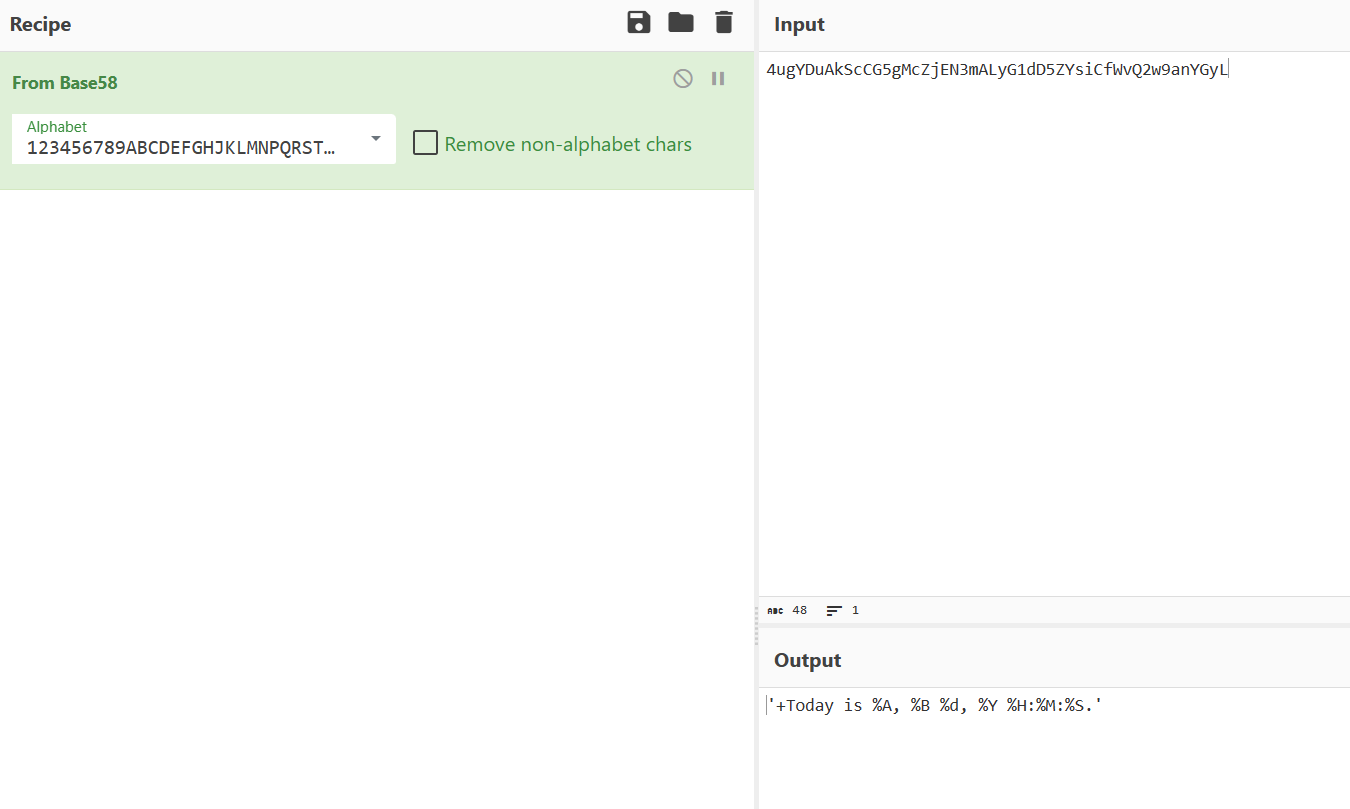 Recipe
From Base58
Alphabet
123456789ABCDEFGHJKLMNPQRST…
Remove non-alphabet chars
Input
4ugYDuAkScCG5gMcZjEN3mALyG1dD5ZYsiCfWvQ2w9anYGyL
ABC 48 1
Output
'+Today is %A, %B %d, %Y %H:%M:%S.'